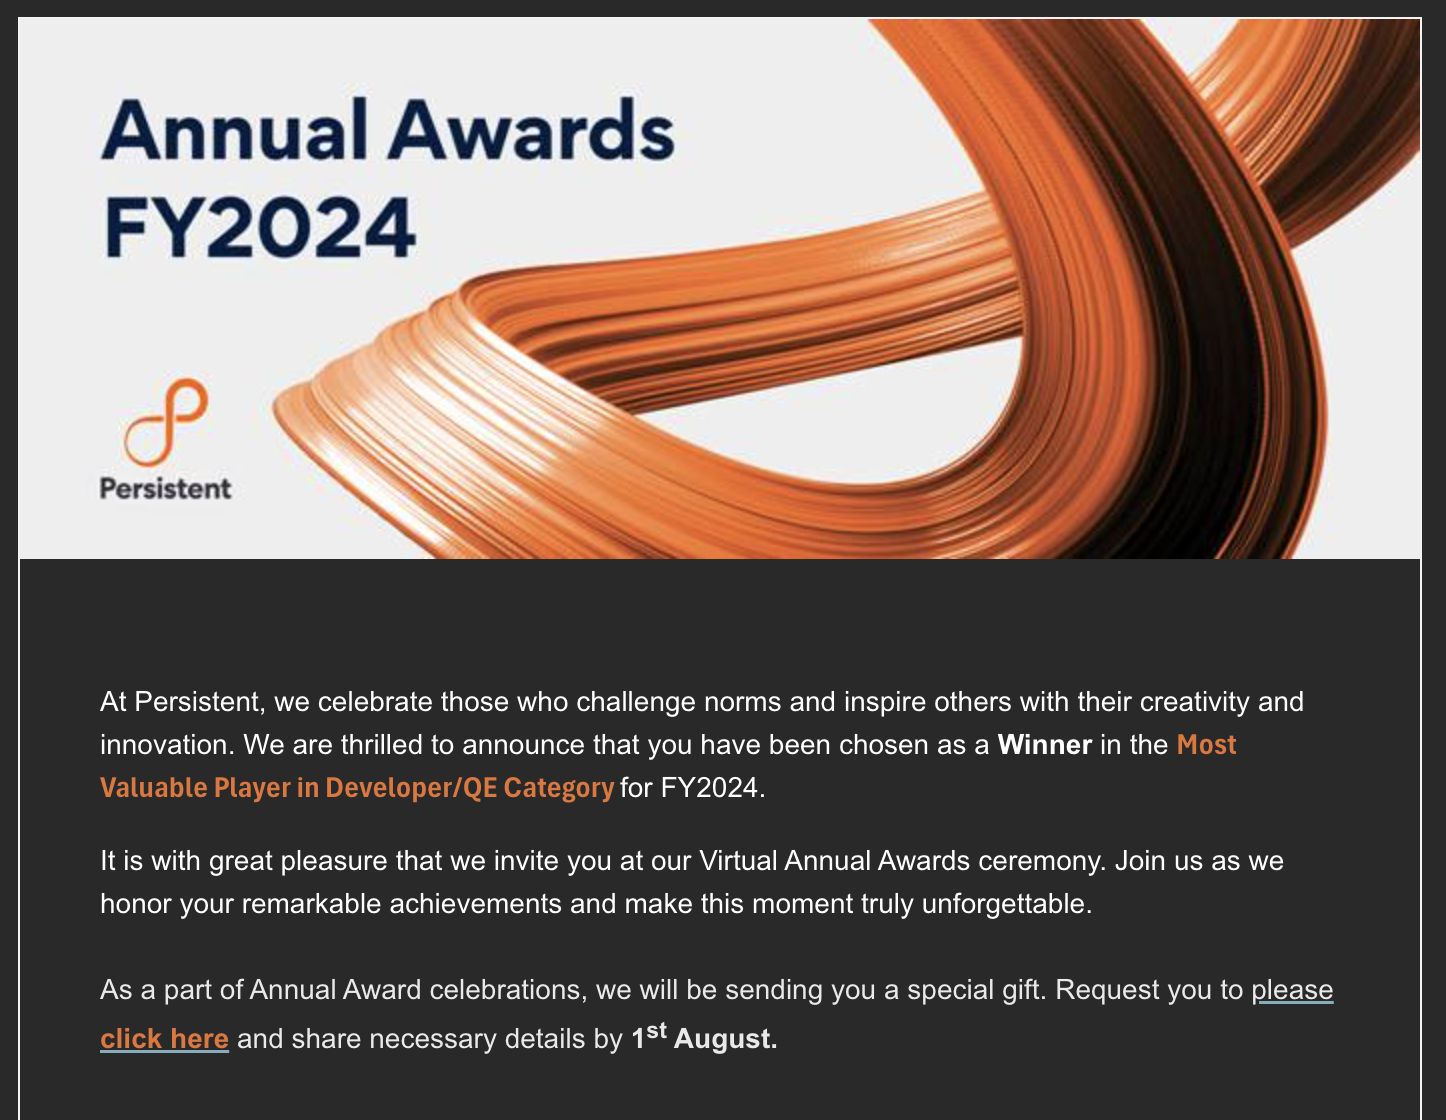 Annual Awards
FY2024
Persistent
At Persistent, we celebrate those who challenge norms and inspire others with their creativity and
innovation. We are thrilled to announce that you have been chosen as a Winner in the Most
Valuable Player in Developer/QE Category for FY2024.
It is with great pleasure that we invite you at our Virtual Annual Awards ceremony. Join us as we
honor your remarkable achievements and make this moment truly unforgettable.
As a part of Annual Award celebrations, we will be sending you a special gift. Request you to please
click here and share necessary details by 1st August.